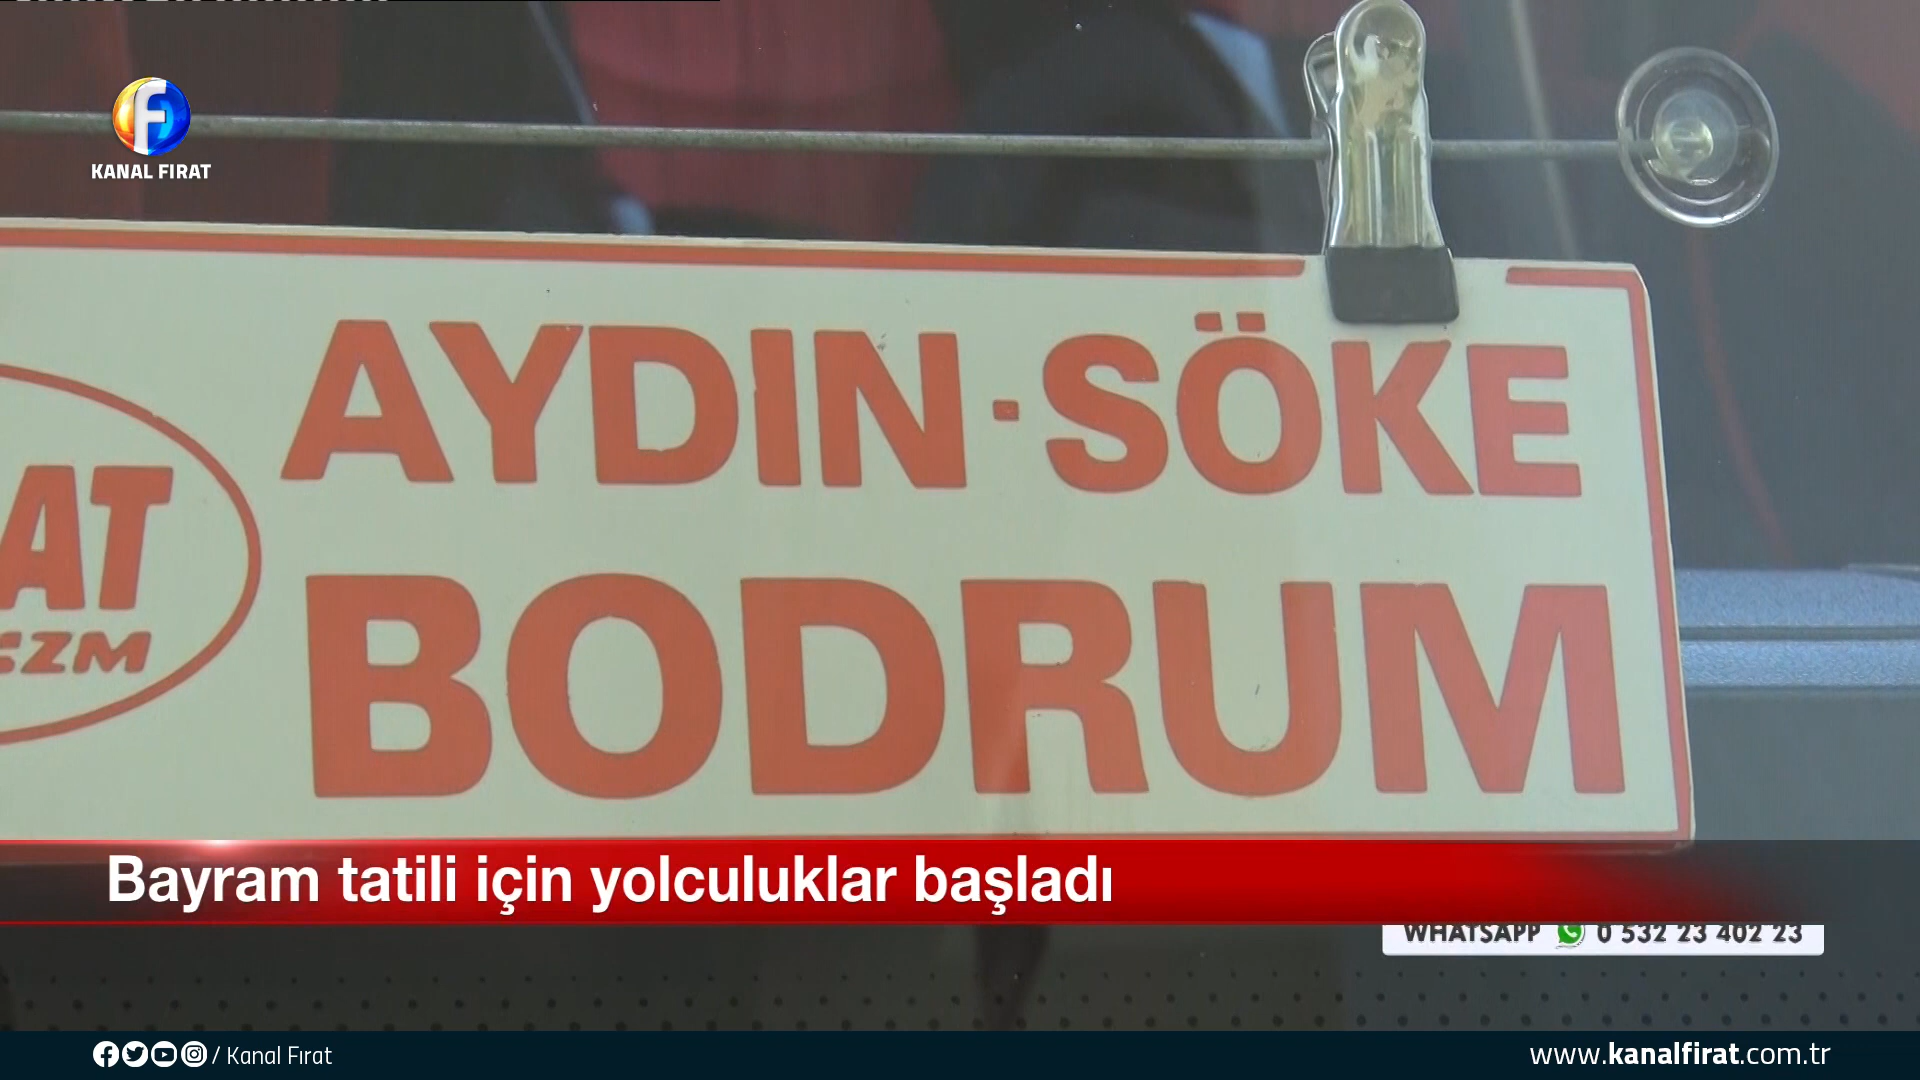 KANAL FIRAT
AYDIN·SÖKE
BODRUM
Bayram tatili için yolculuklar başladı
WHATSAPP 0 532 23 402 23
/ Kanal Fırat
www.kanalfirat.com.tr